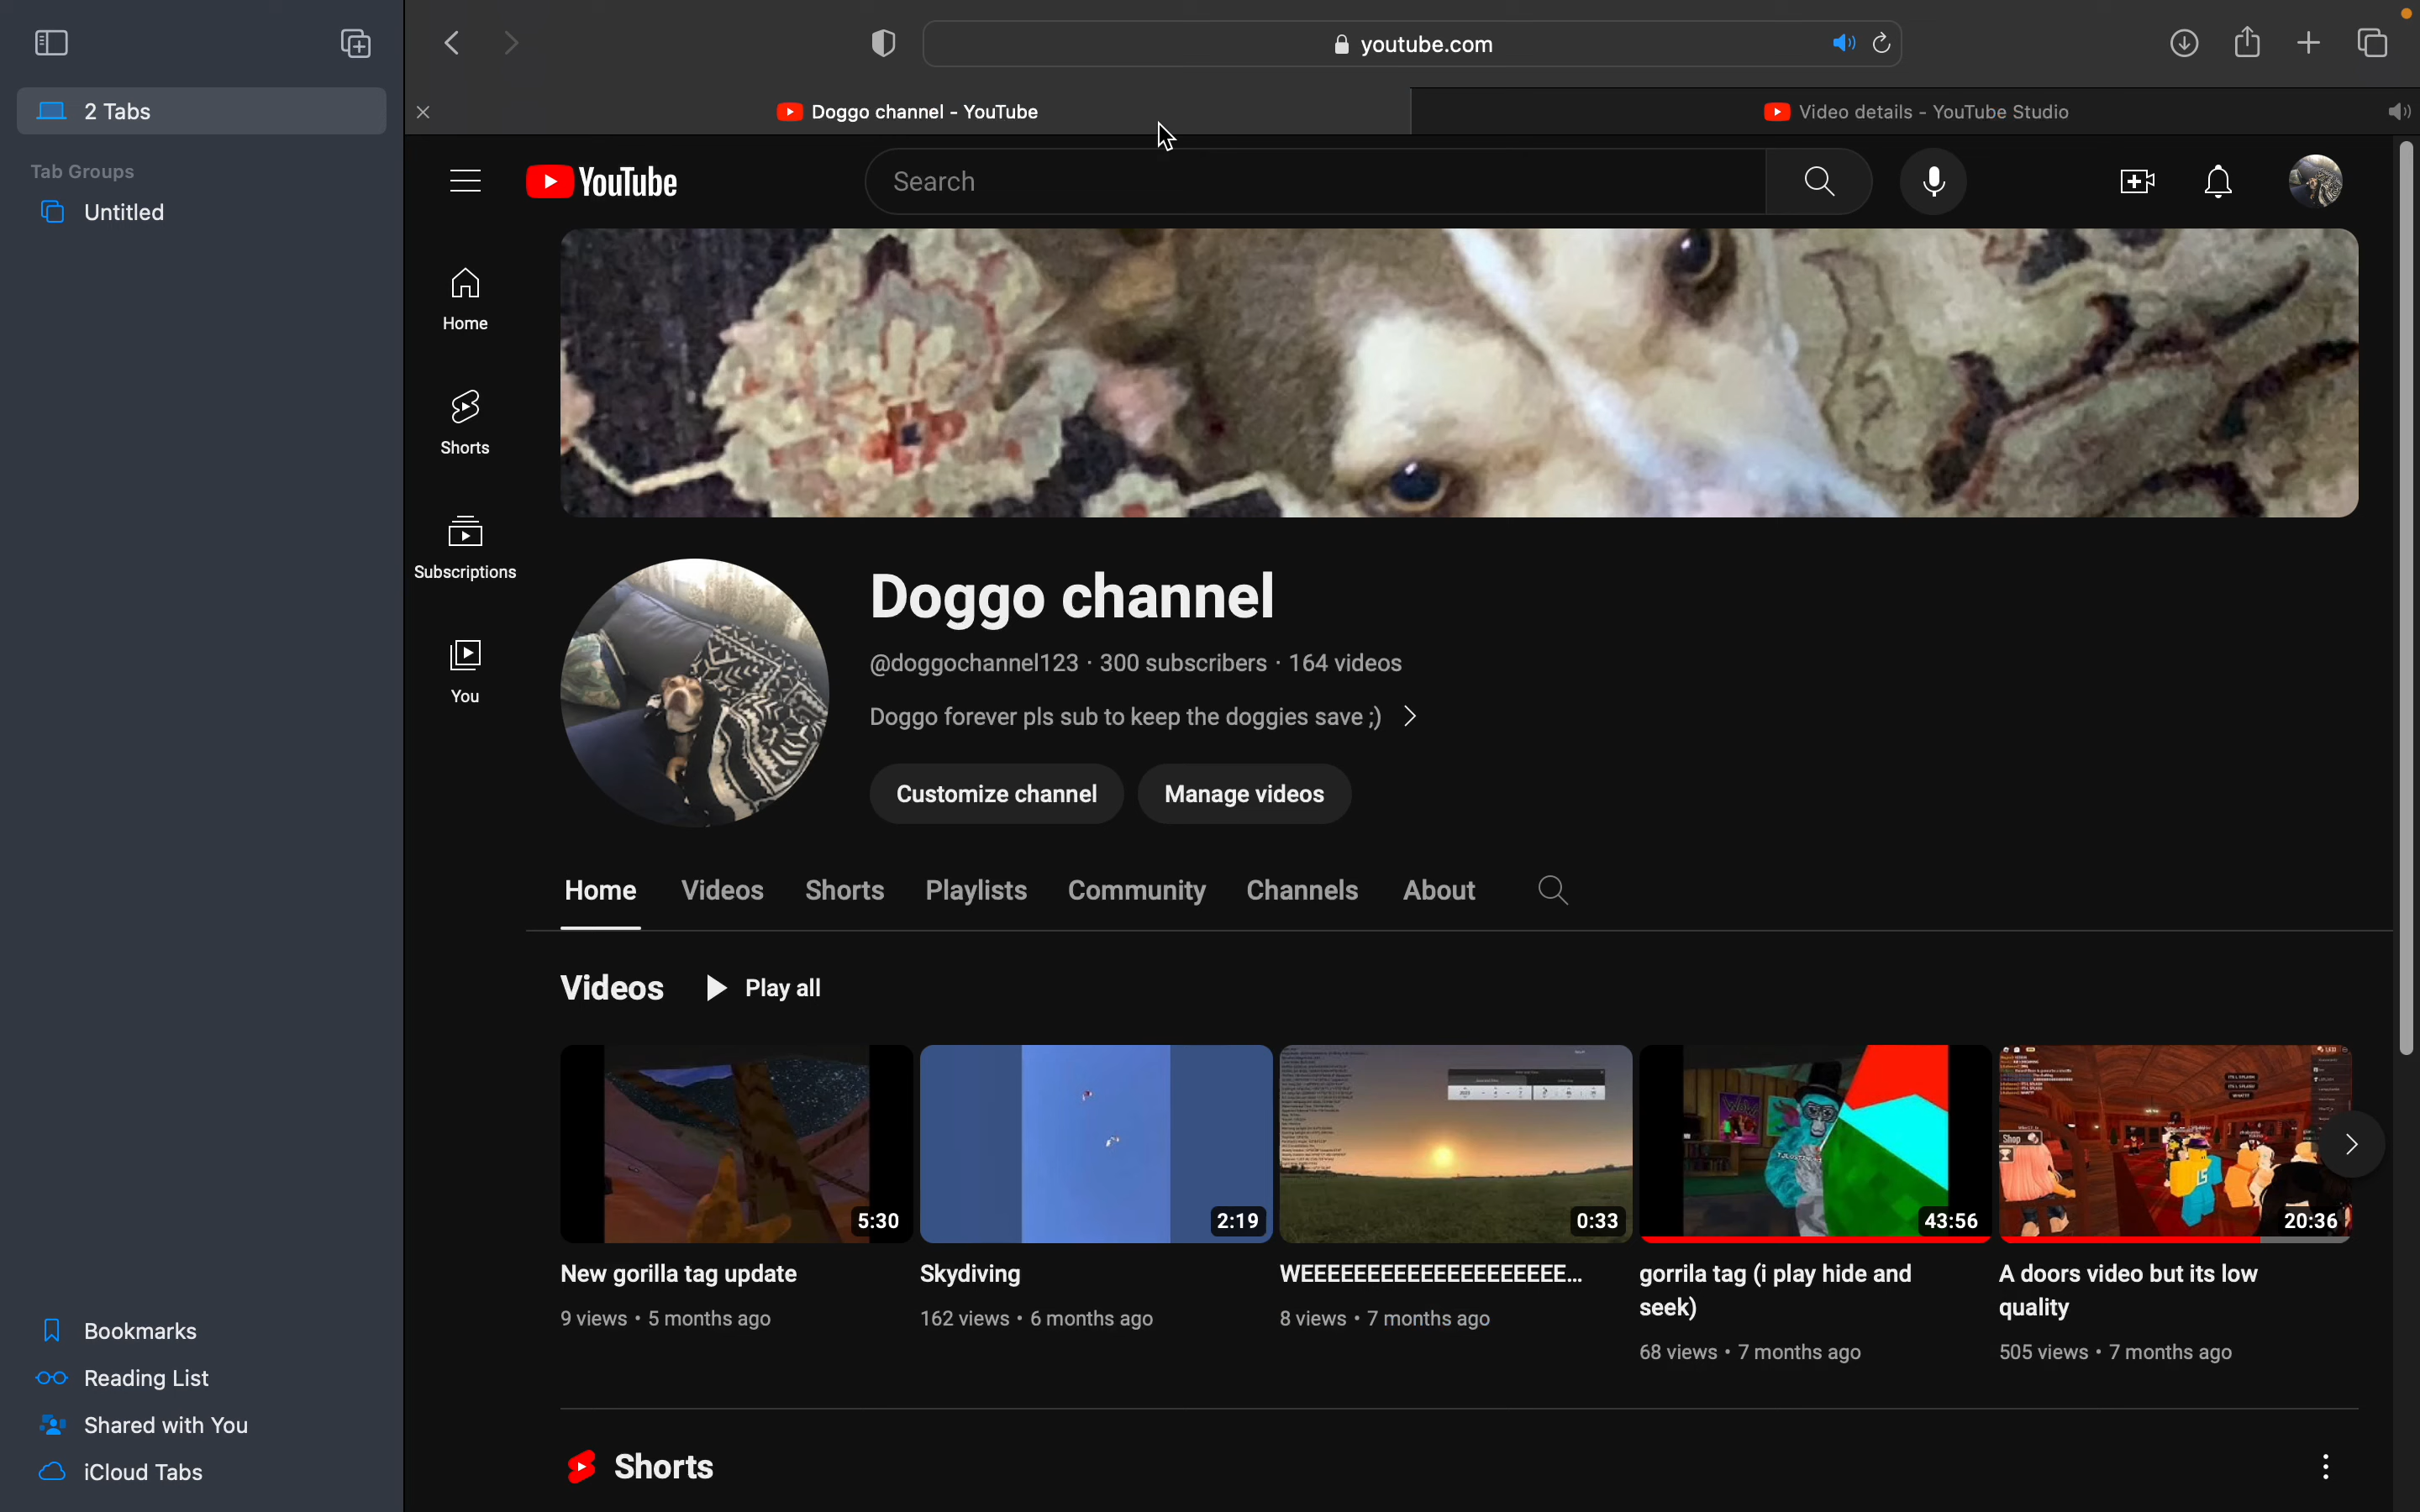 youtube.com
2 Tabs
Doggo channel - YouTube
Video details - YouTube Studio
Tab Groups
Untitled
YouTube
Search
Home
Shorts
Subscriptions
You
Doggo channel
@doggochannel123 · 300 subscribers · 164 videos
Doggo forever pls sub to keep the doggies save ;)
Customize channel
Manage videos
Home Videos Shorts Playlists Community Channels About
Videos
Play all
5:30
2:19
0:33
43:56
Shop
20:36
New gorilla tag update
9 views • 5 months ago
Skydiving
162 views • 6 months ago
WEEEEEEEEEEEEEEEEEEEE...
8 views • 7 months ago
gorrila tag (i play hide and
seek)
68 views • 7 months ago
A doors video but its low
quality
505 views • 7 months ago
Shorts
Bookmarks
Reading List
Shared with You
iCloud Tabs